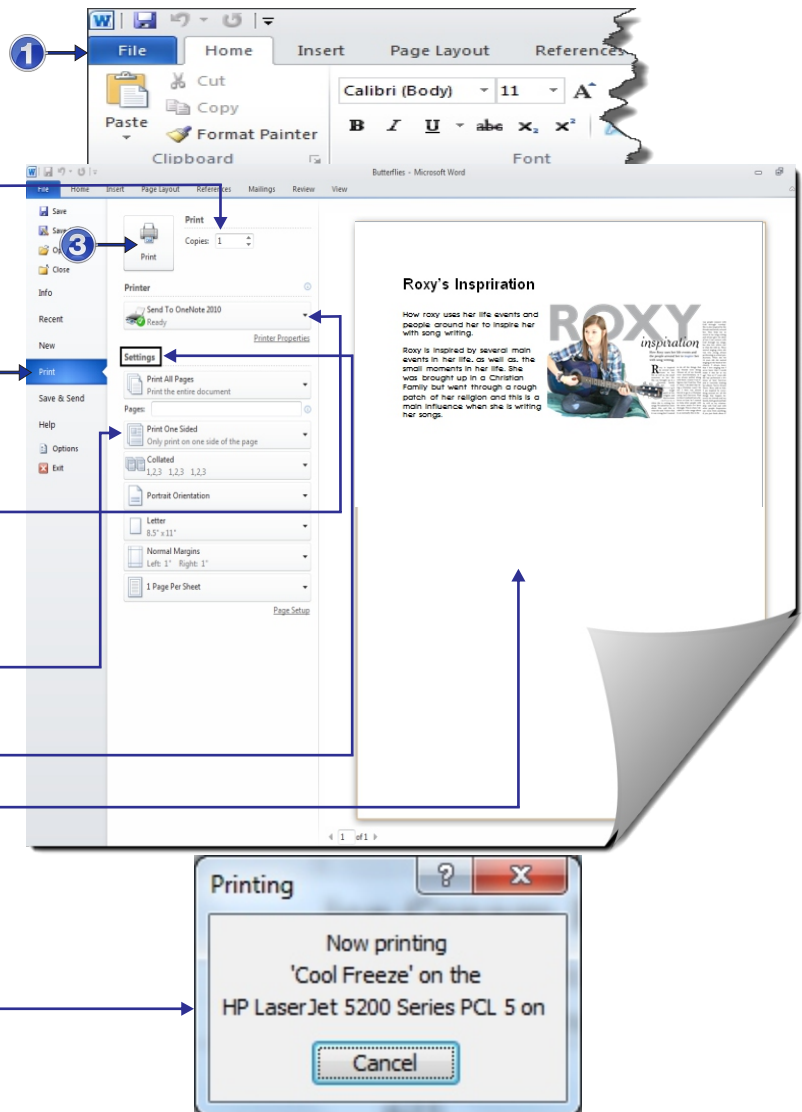 1
File Home Insert Page Layout References
Cut
Copy
Paste
Format Painter
Clipboard
Calibri (Body) 11 A
B I U abc x₂ x²
Font
Butterflies - Microsoft Word
File Home Insert Page Layout References Mailings Review View
Save
Save
3
Close
Info
Recent
New
Print
Save & Send
Help
Options
Exit
Print
Print
Copies: 1
Printer
Send To OneNote 2010
Ready
Printer Properties
Settings
Print All Pages
Print the entire document
Pages:
Print One Sided
Only print on one side of the page
Collated
1,2,3 1,2,3 1,2,3
Portrait Orientation
Letter
8.5" x 11"
Normal Margins
Left: 1" Right: 1"
1 Page Per Sheet
Page Setup
Roxy's Inspriration
How roxy uses her life events and
people around her to inspire her
with song writing.
Roxy is inspired by several main
events in her life, as well as, the
small moments in her life. She
was brought up in a Christian
Family but went through a rough
patch of her religion and this is a
main influence when she is writing
her songs.
ROXY
inspiration
1 of 1
Printing
Now printing
'Cool Freeze' on the
HP LaserJet 5200 Series PCL 5 on
Cancel